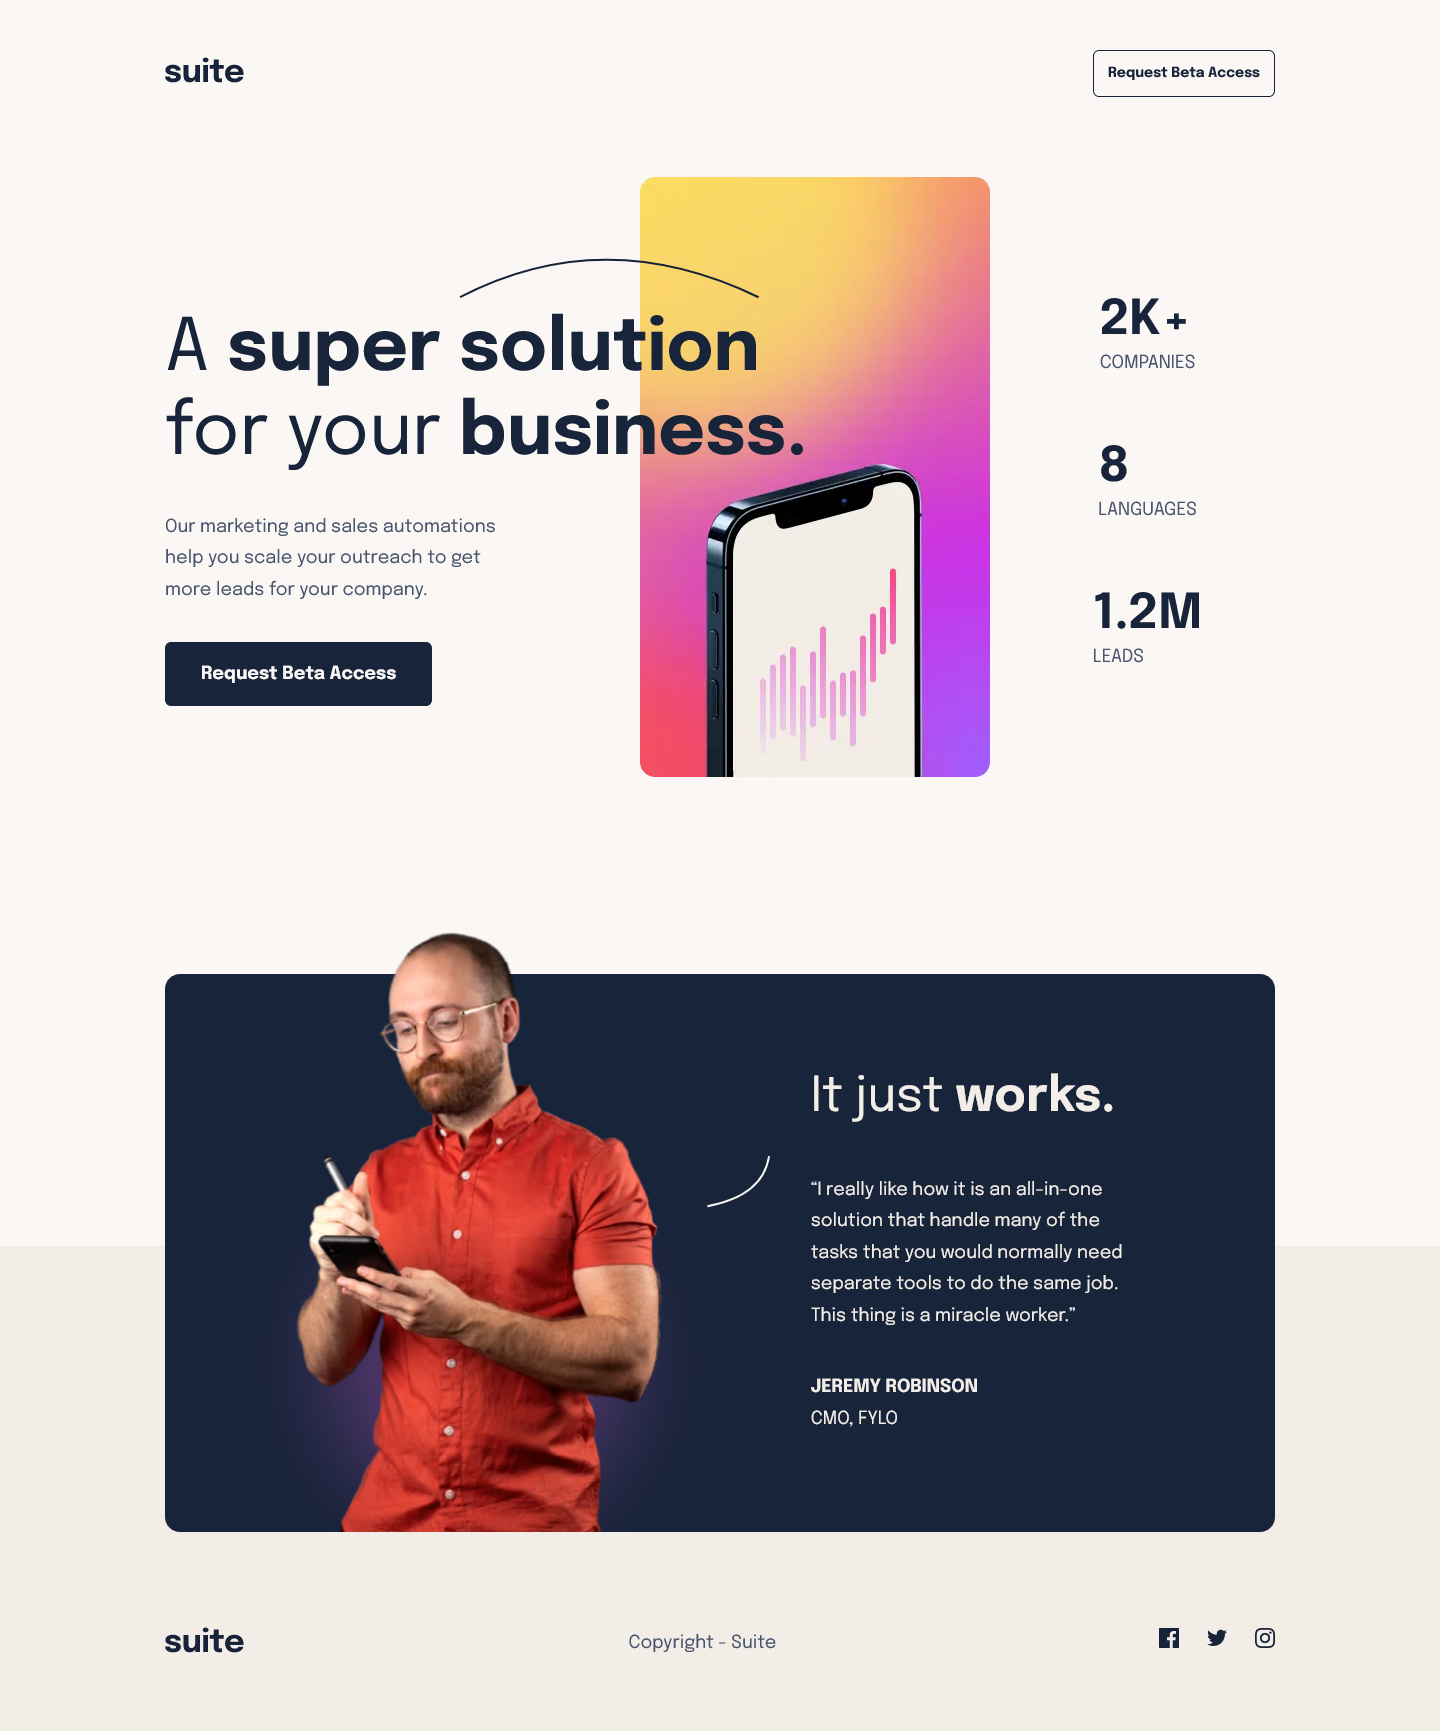 suite
Request Beta Access
A super solution
for your business.
Our marketing and sales automations
help you scale your outreach to get
more leads for your company.
Request Beta Access
2K+
COMPANIES
8
LANGUAGES
1.2M
LEADS
It just works.
“I really like how it is an all-in-one
solution that handle many of the
tasks that you would normally need
separate tools to do the same job.
This thing is a miracle worker.”
JEREMY ROBINSON
CMO, FYLO
suite
Copyright - Suite